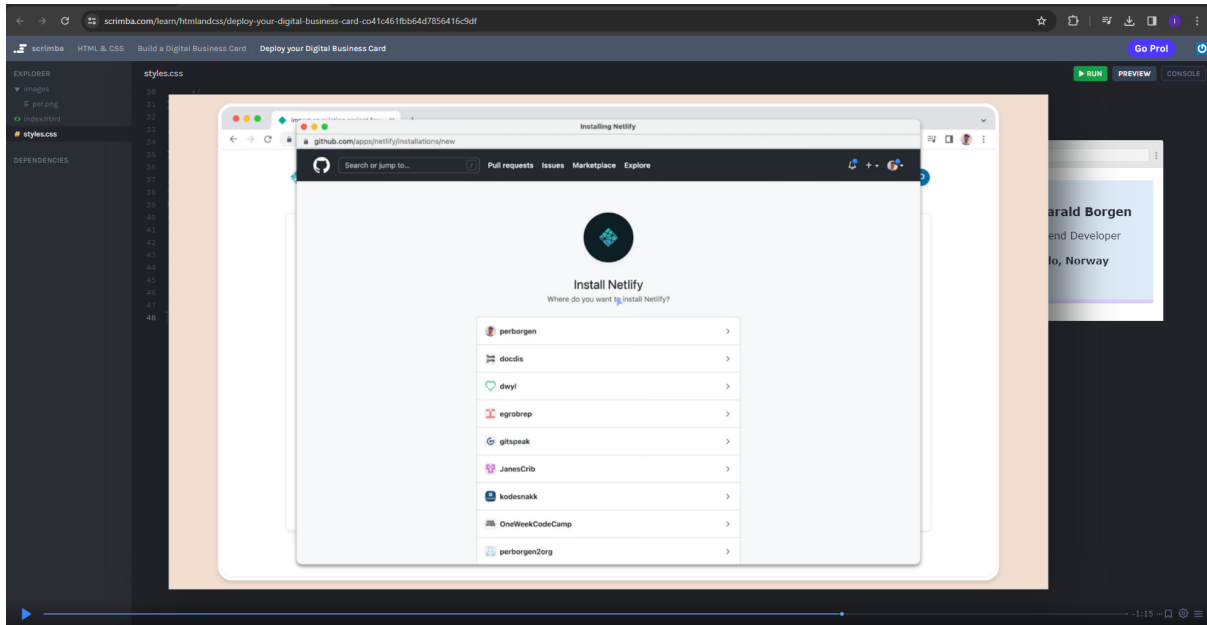 scrimba.com/learn/htmlandcss/deploy-your-digital-business-card-co41c461fbb64d7856416c9df
scrimba HTML & CSS Build a Digital Business Card Deploy your Digital Business Card Go Pro!
EXPLORER styles.css RUN PREVIEW CONSOLE
images
per.png
index.html
# styles.css
DEPENDENCIES
30
31
32
33
34
35
36
37
38
39
40
41
42
43
44
45
46
47
48
Installing Netlify
github.com/apps/netlify/installations/new
Search or jump to... / Pull requests Issues Marketplace Explore
Install Netlify
Where do you want to install Netlify?
perborgen
docdis
dwyl
egrobrep
gitspeak
JanesCrib
kodesnakk
OneWeekCodeCamp
perborgen2org
arald Borgen
end Developer
lo, Norway
-1:15